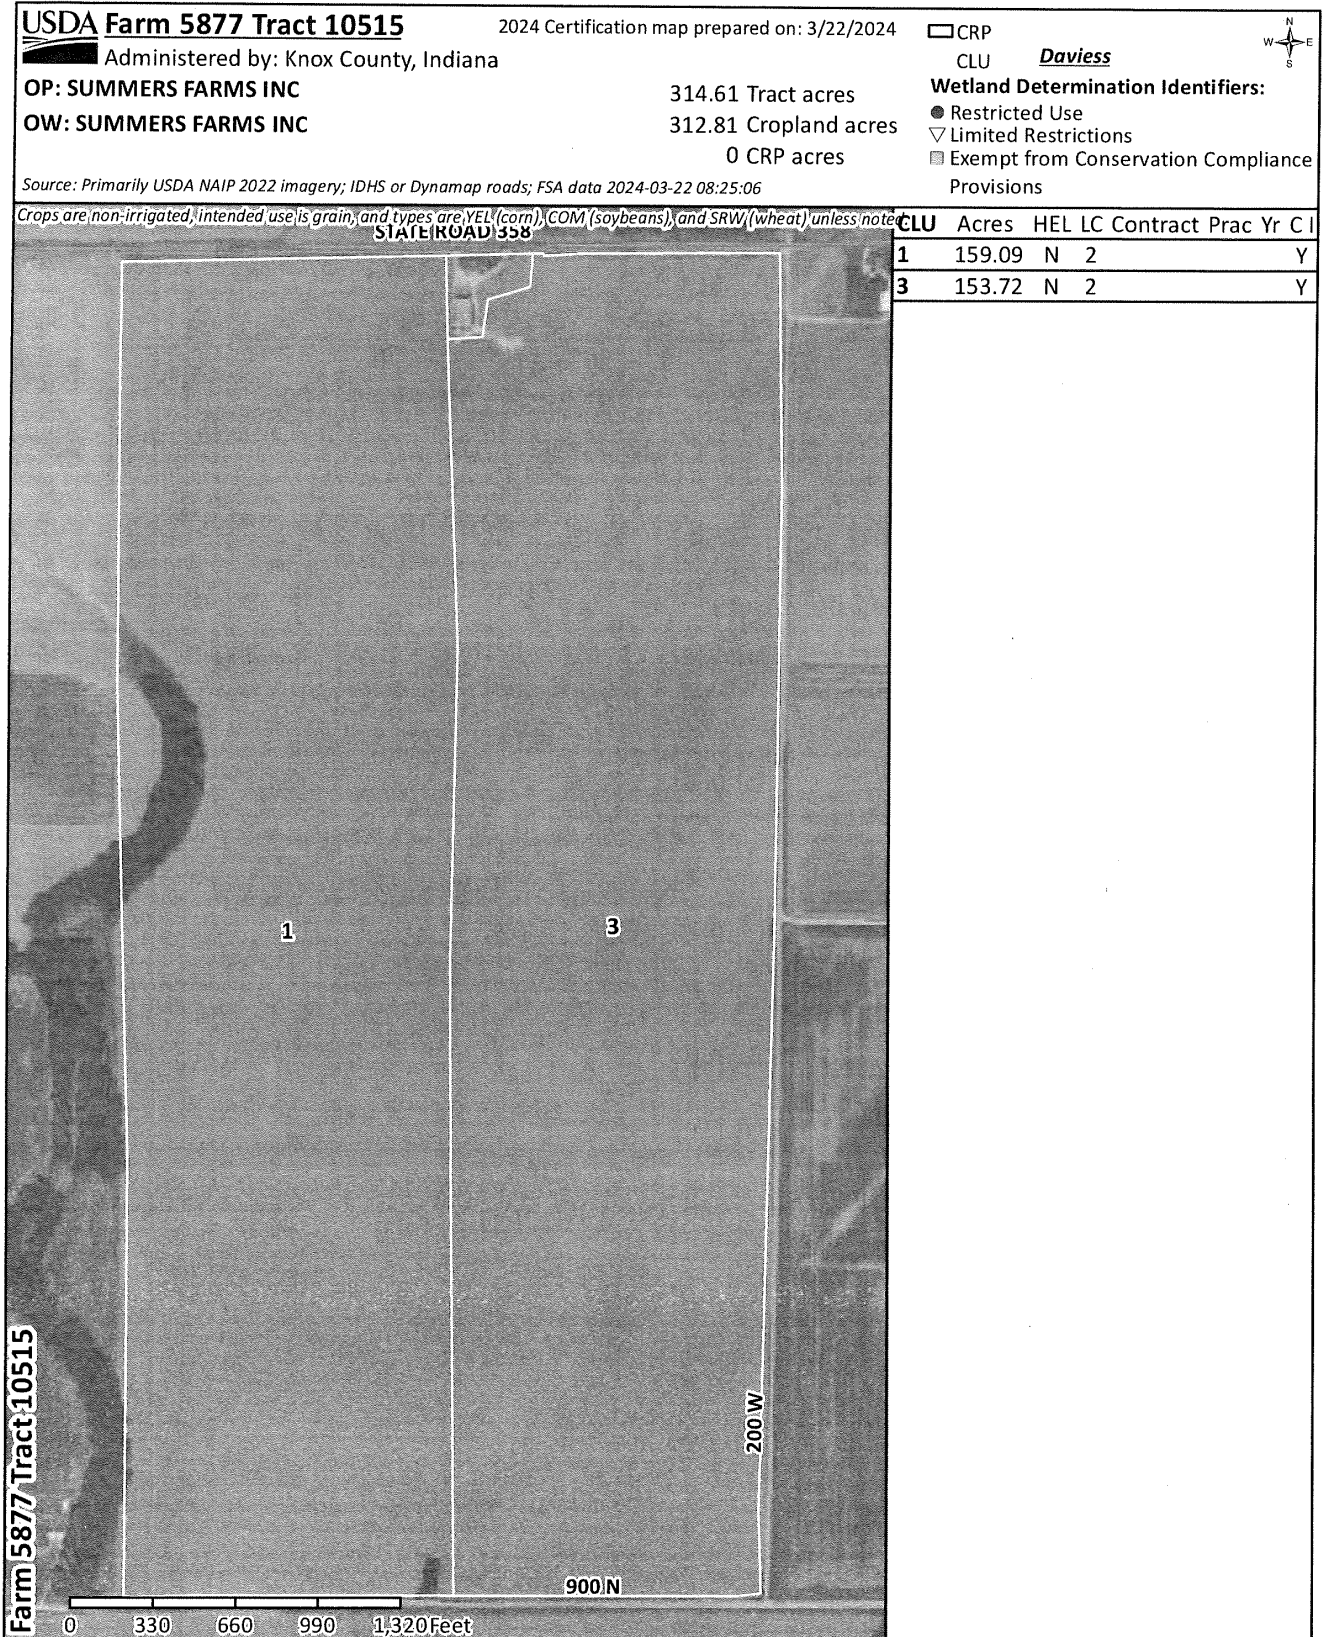 USDA Farm 5877 Tract 10515
2024 Certification map prepared on: 3/22/2024
Administered by: Knox County, Indiana
OP: SUMMERS FARMS INC
OW: SUMMERS FARMS INC
314.61 Tract acres
312.81 Cropland acres
0 CRP acres
Source: Primarily USDA NAIP 2022 imagery; IDHS or Dynamap roads; FSA data 2024-03-22 08:25:06
CRP
CLU Daviess
Wetland Determination Identifiers:
Restricted Use
Limited Restrictions
Exempt from Conservation Compliance
Provisions
N
W E
S
Crops are non-irrigated, intended use is grain, and types are YEL (corn), COM (soybeans), and SRW (wheat) unless noted
CLU Acres HEL LC Contract Prac Yr C I
1 159.09 N 2 Y
3 153.72 N 2 Y
STATE ROAD 358
1
3
200 W
900 N
Farm 5877 Tract 10515
0 330 660 990 1,320 Feet